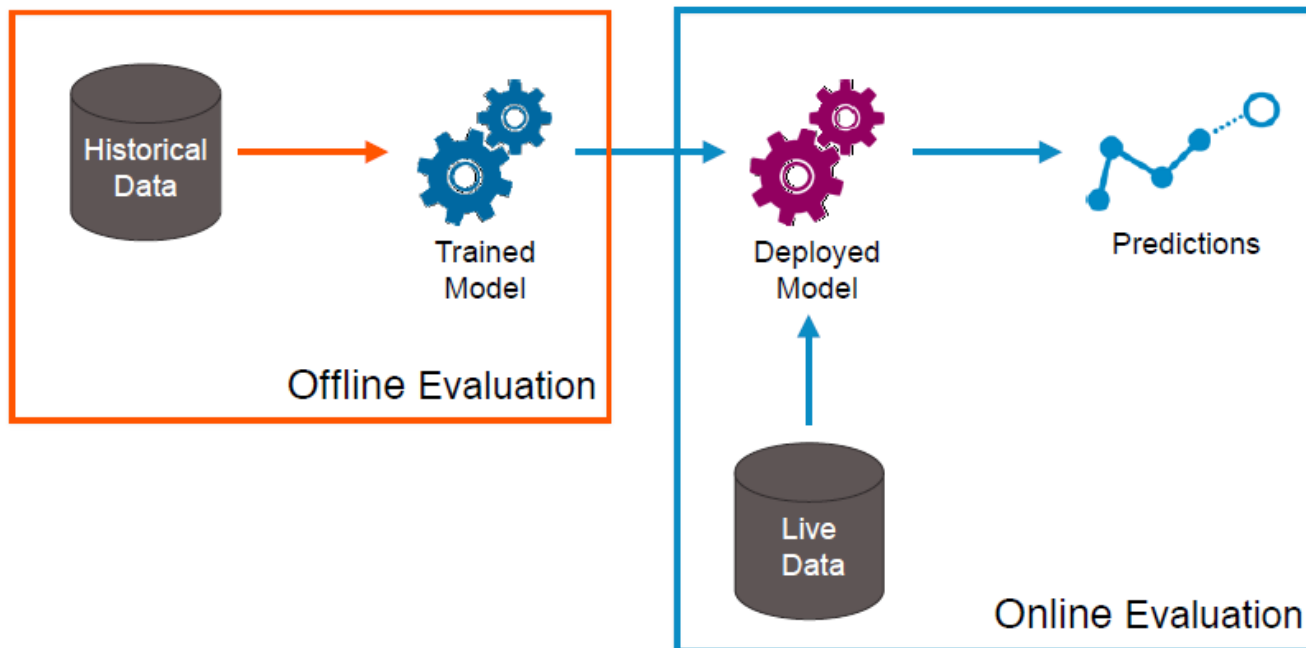 Historical
Data
Trained
Model
Offline Evaluation
Deployed
Model
Predictions
Live
Data
Online Evaluation